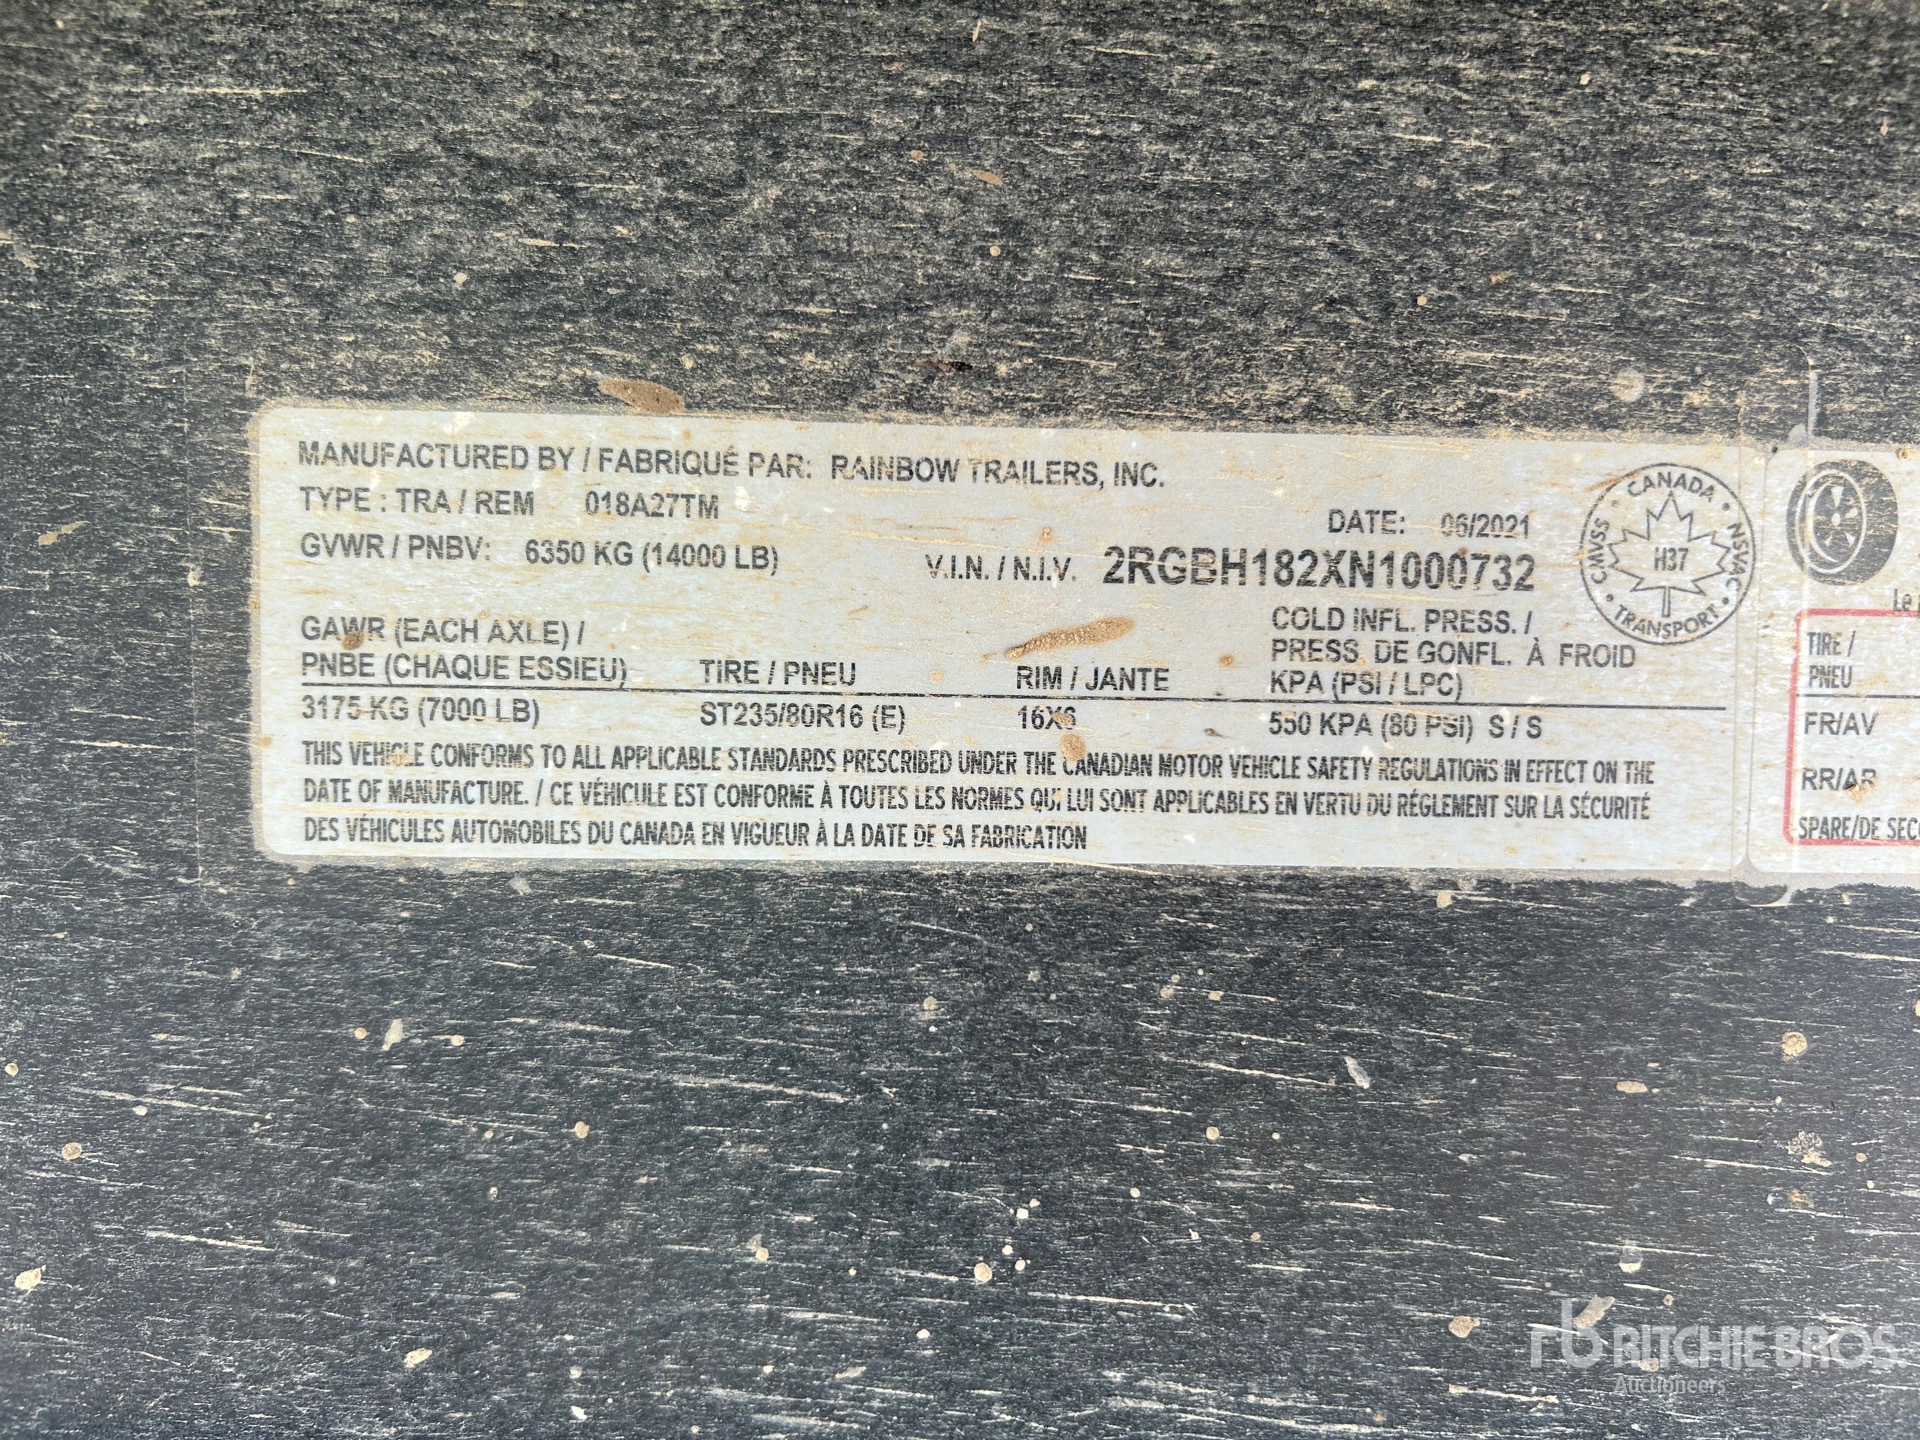 MANUFACTURED BY / FABRIQUÉ PAR: RAINBOW TRAILERS, INC.
TYPE : TRA / REM 018A27TM
DATE: 06/2021
GVWR / PNBV: 6350 KG (14000 LB)
V.I.N. / N.I.V. 2RGBH182XN1000732
GAWR (EACH AXLE) /
PNBE (CHAQUE ESSIEU)
TIRE / PNEU
RIM / JANTE
COLD INFL. PRESS. /
PRESS. DE GONFL. À FROID
KPA (PSI / LPC)
3175 KG (7000 LB) ST235/80R16 (E) 16X6 550 KPA (80 PSI) S / S
THIS VEHICLE CONFORMS TO ALL APPLICABLE STANDARDS PRESCRIBED UNDER THE CANADIAN MOTOR VEHICLE SAFETY REGULATIONS IN EFFECT ON THE
DATE OF MANUFACTURE. / CE VÉHICULE EST CONFORME À TOUTES LES NORMES QUI LUI SONT APPLICABLES EN VERTU DU RÉGLEMENT SUR LA SÉCURITÉ
DES VÉHICULES AUTOMOBILES DU CANADA EN VIGUEUR À LA DATE DE SA FABRICATION
CANADA
CMVSS
NSVAC
H37
TRANSPORT
Le
TIRE /
PNEU
FR/AV
RR/AR
SPARE/DE SEC
rb RITCHIE BROS.
Auctioneers